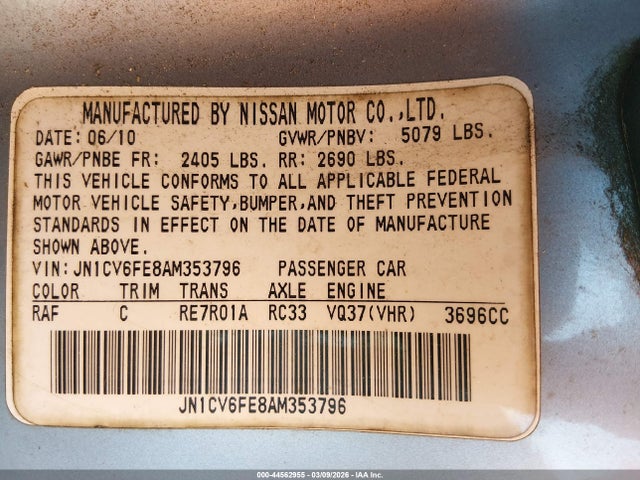 MANUFACTURED BY NISSAN MOTOR CO.,LTD.
DATE: 06/10 GVWR/PNBV: 5079 LBS.
GAWR/PNBE FR: 2405 LBS. RR: 2690 LBS.
THIS VEHICLE CONFORMS TO ALL APPLICABLE FEDERAL
MOTOR VEHICLE SAFETY,BUMPER,AND THEFT PREVENTION
STANDARDS IN EFFECT ON THE DATE OF MANUFACTURE
SHOWN ABOVE.
VIN:JN1CV6FE8AM353796 PASSENGER CAR
COLOR TRIM TRANS AXLE ENGINE
RAF C RE7R01A RC33 VQ37(VHR) 3696CC
JN1CV6FE8AM353796
000-44562955 - 03/09/2026 - IAA Inc.